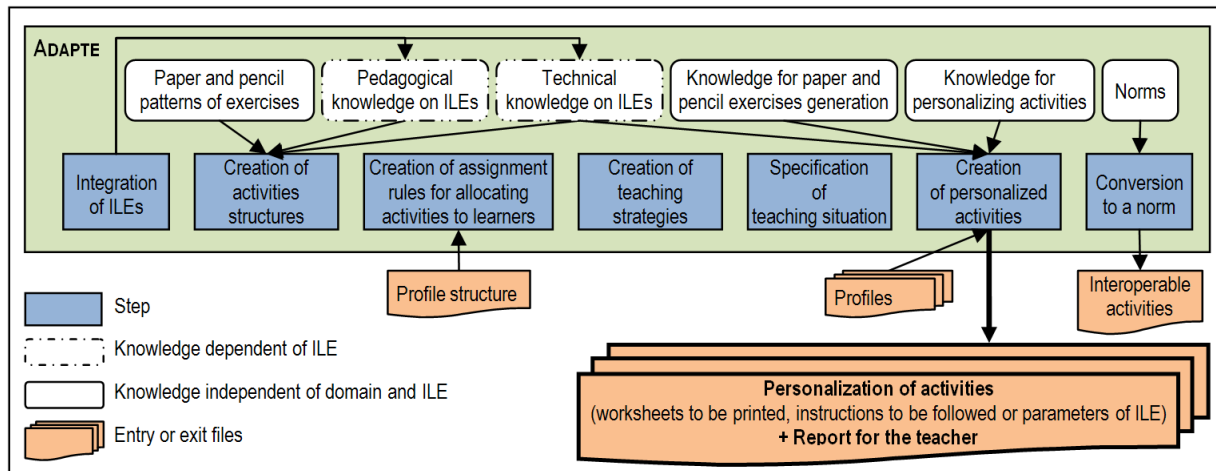 ADAPTE
Paper and pencil
patterns of exercises
Pedagogical
knowledge on ILEs
Technical
knowledge on ILEs
Knowledge for paper and
pencil exercises generation
Knowledge for
personalizing activities
Norms
Integration
of ILEs
Creation of
activities
structures
Creation of assignment
rules for allocating
activities to learners
Creation of
teaching
strategies
Specification
of
teaching situation
Creation
of personalized
activities
Conversion
to a norm
Profile structure
Profiles
Interoperable
activities
Step
Knowledge dependent of ILE
Knowledge independent of domain and ILE
Entry or exit files
Personalization of activities
(worksheets to be printed, instructions to be followed or parameters of ILE)
+ Report for the teacher